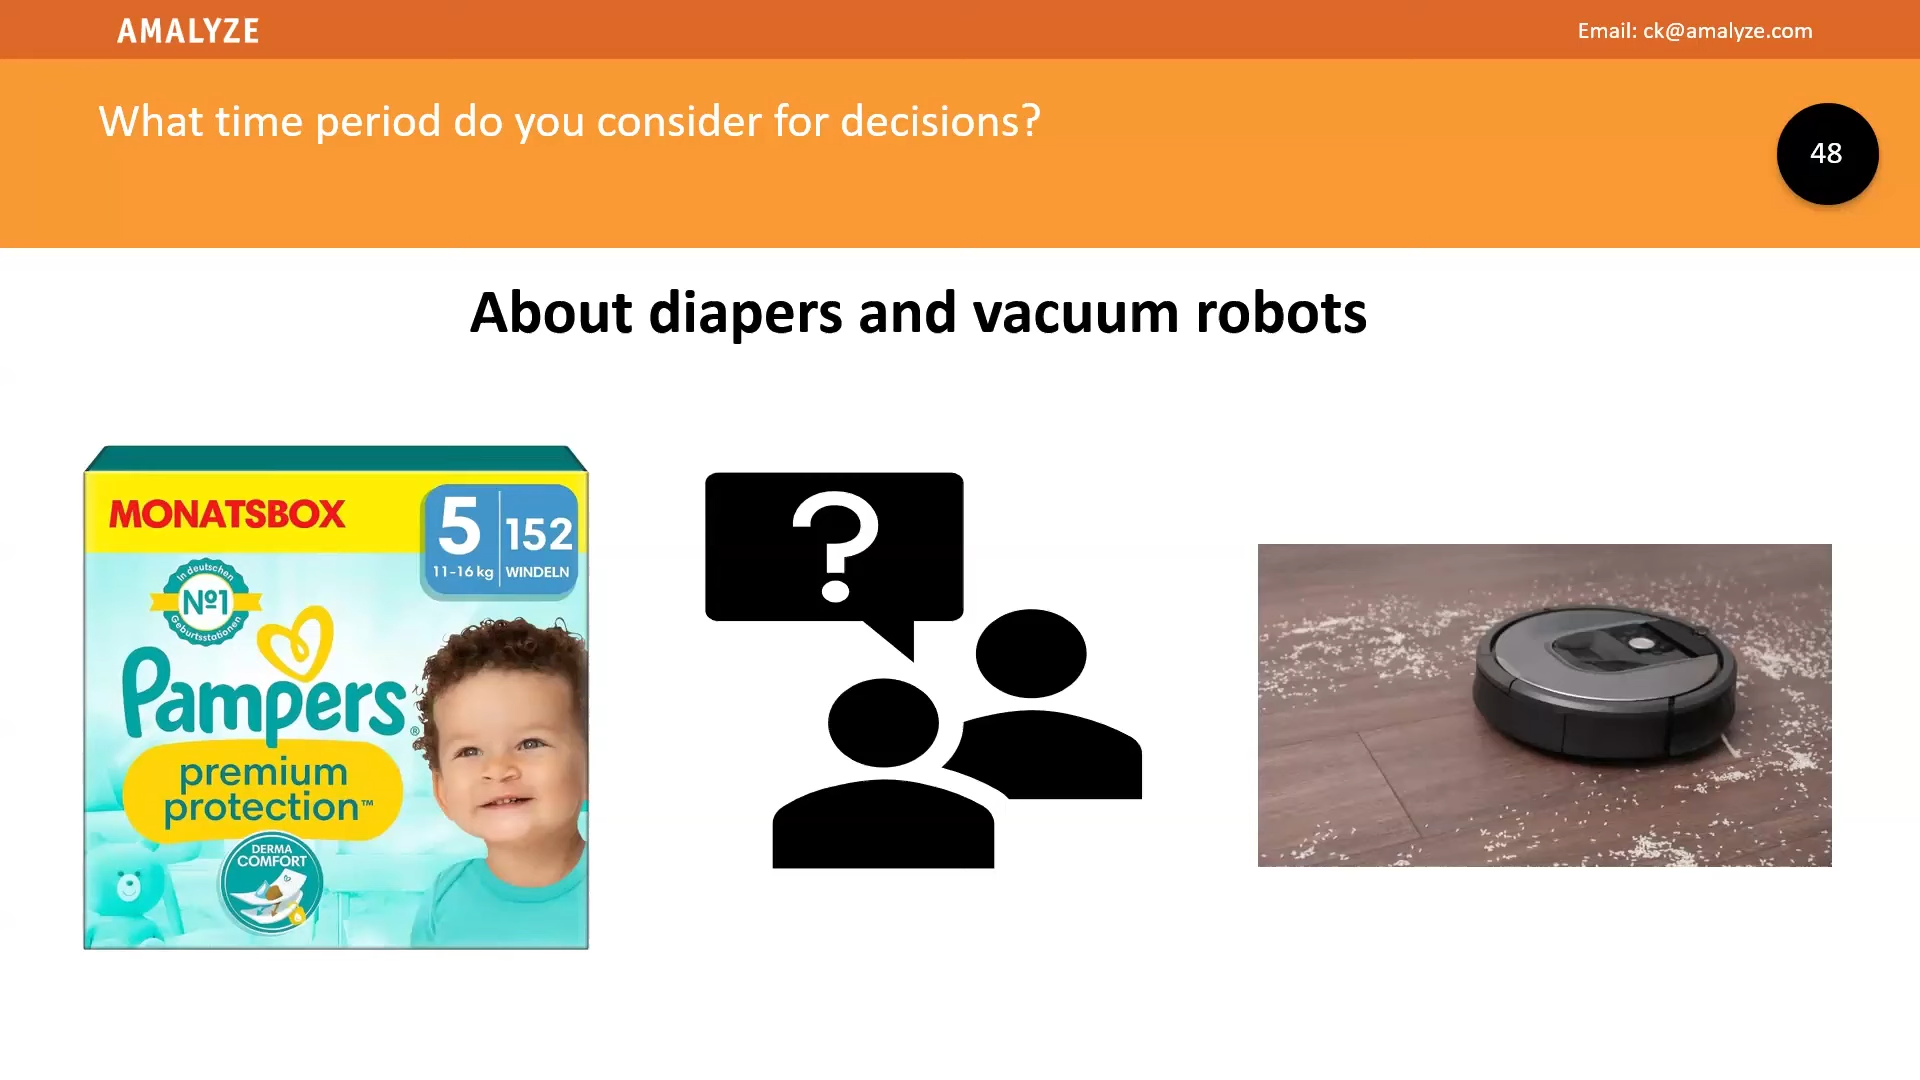 AMALYZE
Email: ck@amalyze.com
What time period do you consider for decisions?
48
About diapers and vacuum robots
MONATSBOX
5
11-16 kg
152
WINDELN
In deutschen
Nº1
Geburtsstationen
Pampers®
premium
protection™
DERMA
COMFORT
?